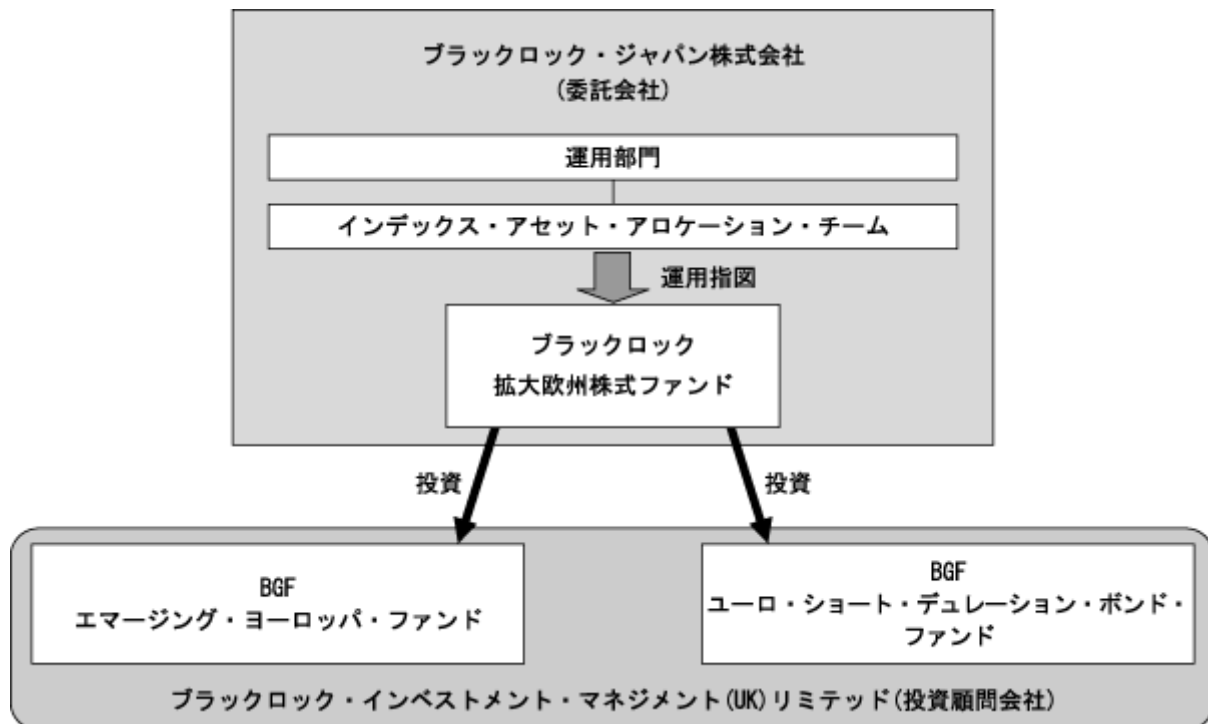 ブラックロック・ジャパン株式会社
(委託会社)
運用部門
インデックス・アセット・アロケーション・チーム
運用指図
ブラックロック
拡大欧州株式ファンド
投資
投資
BGF
エマージング・ヨーロッパ・ファンド
BGF
ユーロ・ショート・デュレーション・ボンド・
ファンド
ブラックロック・インベストメント・マネジメント(UK)リミテッド(投資顧問会社)